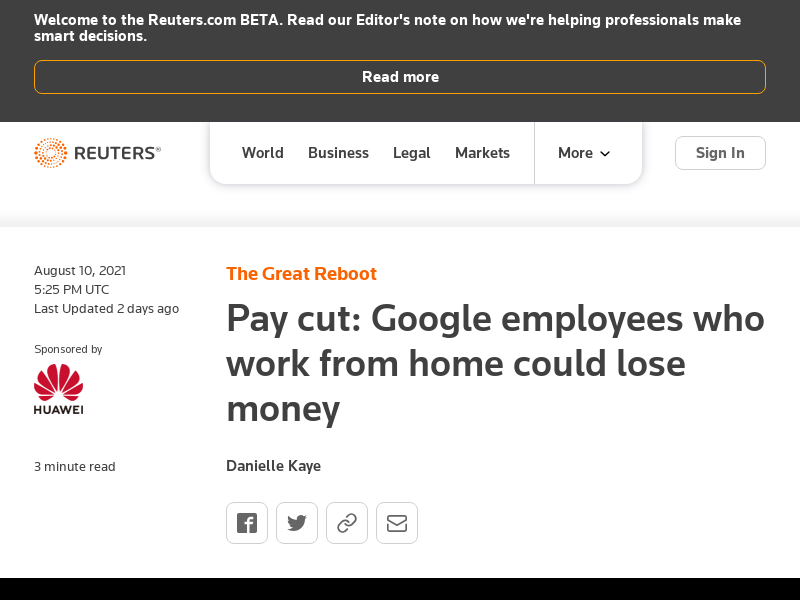 Welcome to the Reuters.com BETA. Read our Editor's note on how we're helping professionals make
smart decisions.
Read more
REUTERS®
World
Business
Legal
Markets
More
Sign In
August 10, 2021
5:25 PM UTC
Last Updated 2 days ago
Sponsored by
HUAWEI
3 minute read
The Great Reboot
Pay cut: Google employees who
work from home could lose
money
Danielle Kaye